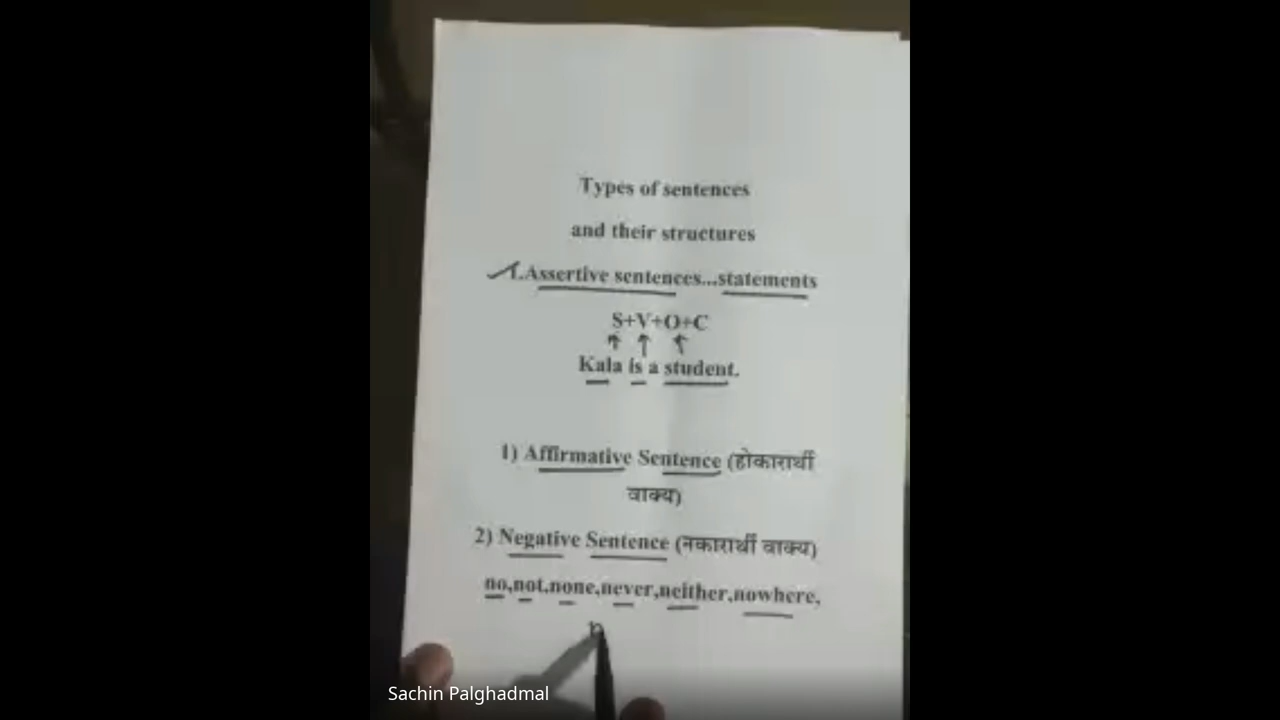 Types of sentences
and their structures
1.Assertive sentences...statements
S+V+O+C
Kala is a student.
1) Affirmative Sentence (होकारार्थी
वाक्य)
2) Negative Sentence (नकारार्थी वाक्य)
no,not,none,never,neither,nowhere,
n
Sachin Palghadmal